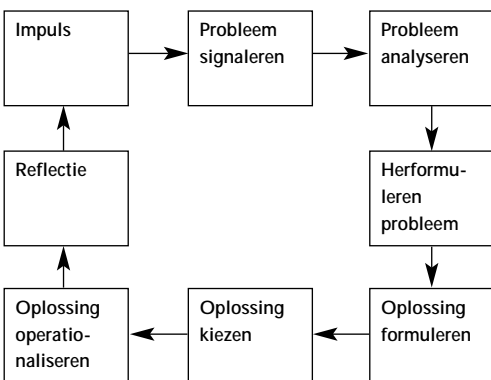 Impuls
Probleem
signaleren
Probleem
analyseren
Reflectie
Herformu-
leren
probleem
Oplossing
operatio-
naliseren
Oplossing
kiezen
Oplossing
formuleren